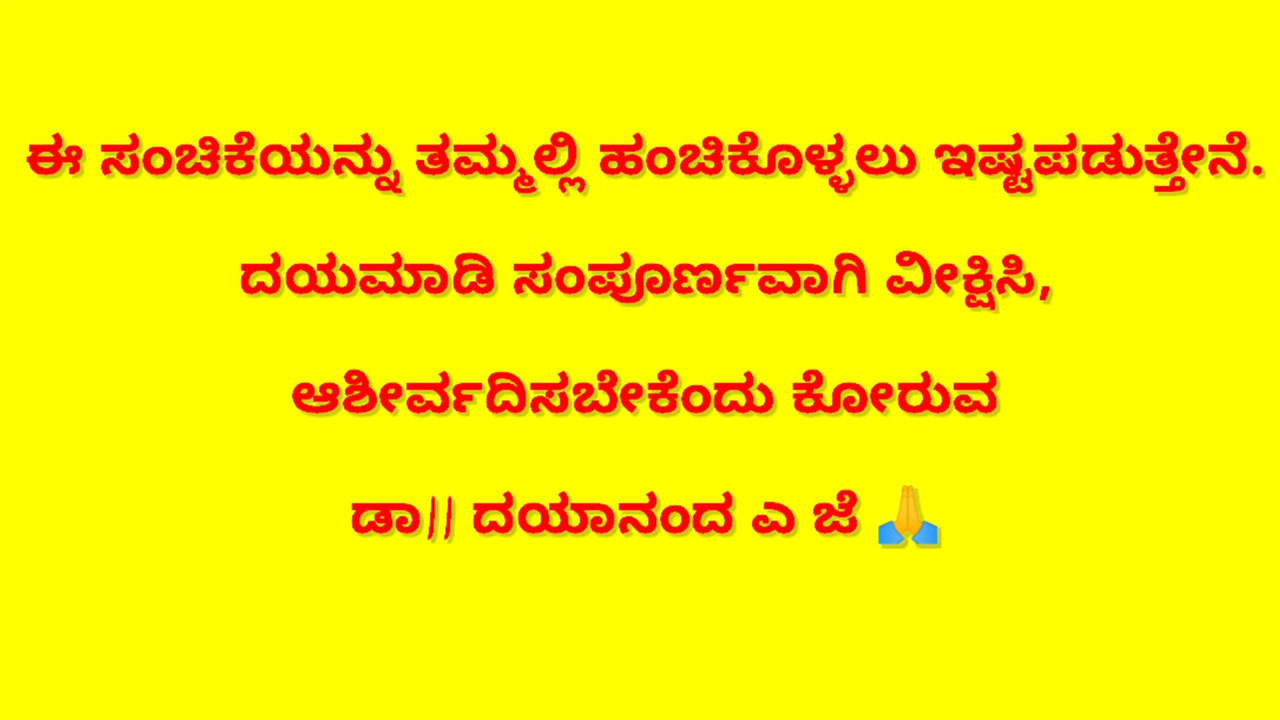 ಈ ಸಂಚಿಕೆಯನ್ನು ತಮ್ಮಲ್ಲಿ ಹಂಚಿಕೊಳ್ಳಲು ಇಷ್ಟಪಡುತ್ತೇನೆ.
ದಯಮಾಡಿ ಸಂಪೂರ್ಣವಾಗಿ ವೀಕ್ಷಿಸಿ,
ಆಶೀರ್ವದಿಸಬೇಕೆಂದು ಕೋರುವ
ಡಾ|| ದಯಾನಂದ ಎ ಜೆ 🙏